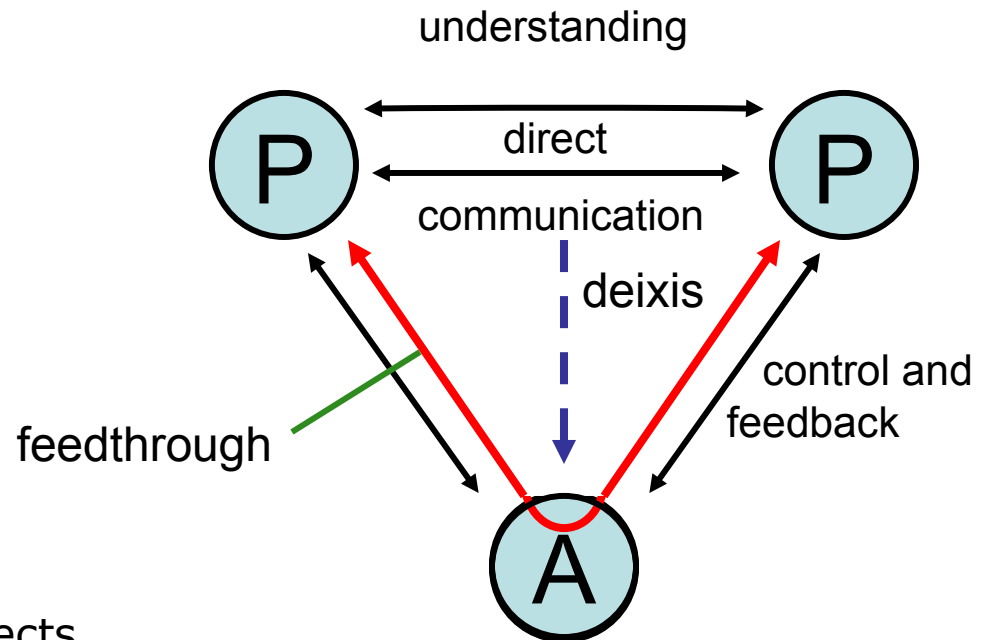 understanding
P
P
direct
communication
deixis
control and
feedback
feedthrough
A